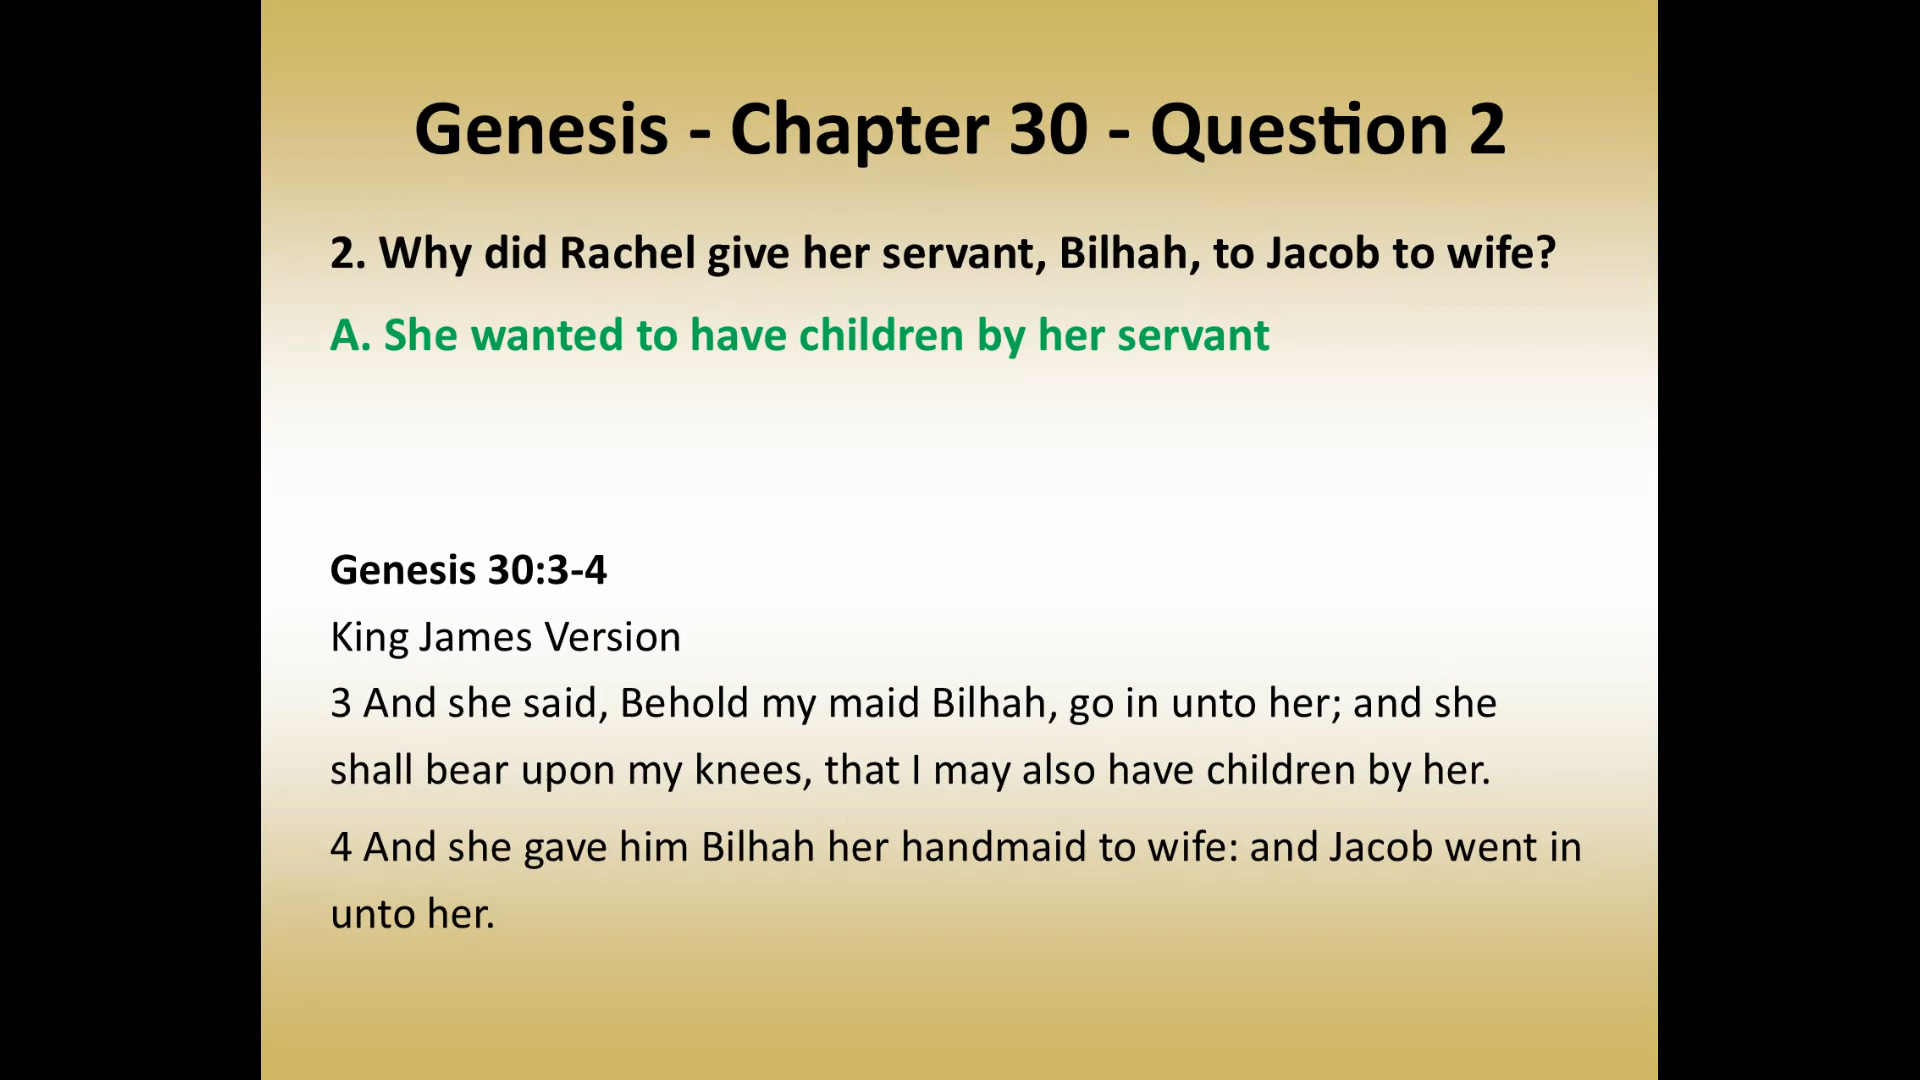 Genesis - Chapter 30 - Question 2
2. Why did Rachel give her servant, Bilhah, to Jacob to wife?
A. She wanted to have children by her servant
Genesis 30:3-4
King James Version
3 And she said, Behold my maid Bilhah, go in unto her; and she
shall bear upon my knees, that I may also have children by her.
4 And she gave him Bilhah her handmaid to wife: and Jacob went in
unto her.